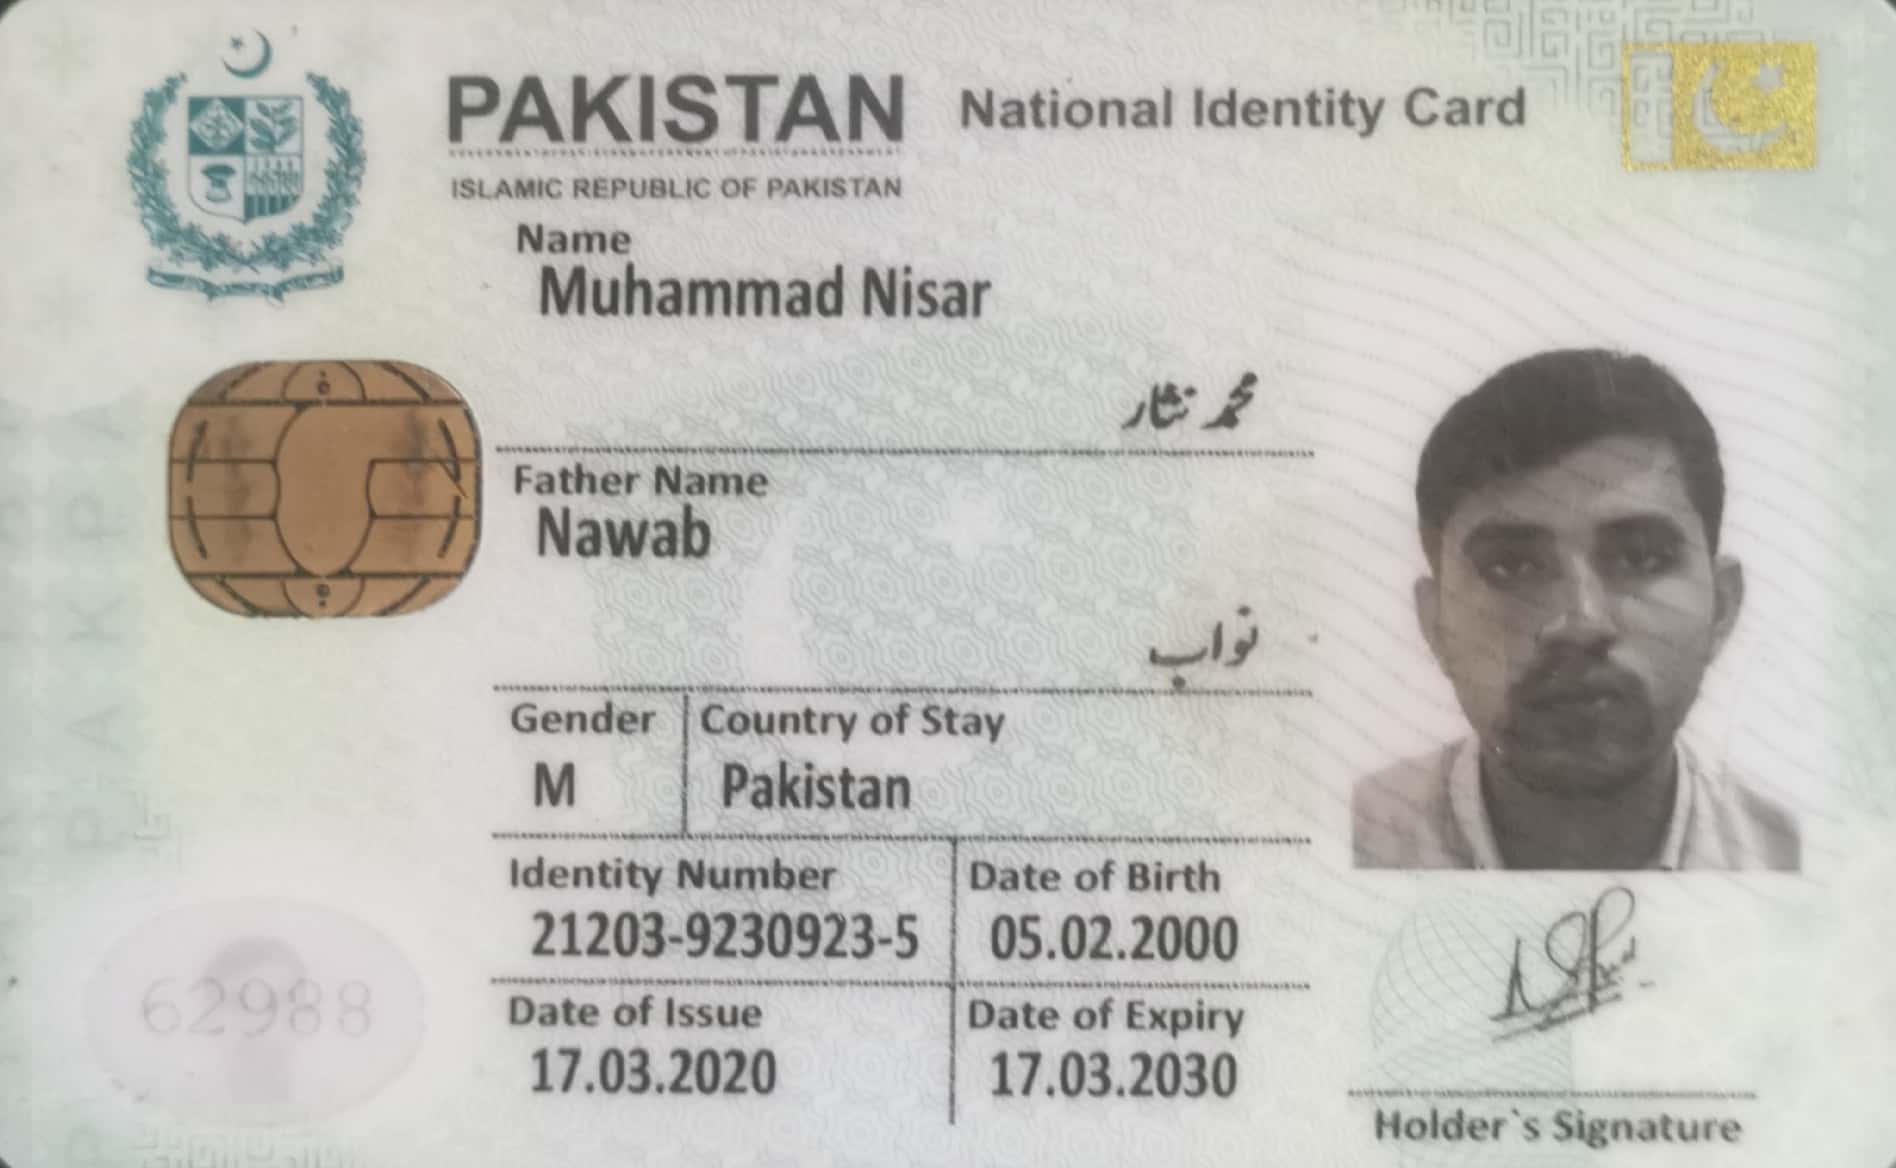 PAKISTAN National Identity Card
ISLAMIC REPUBLIC OF PAKISTAN
Name
Muhammad Nisar
محمد نثار
Father Name
Nawab
نواب
Gender Country of Stay
M Pakistan
Identity Number Date of Birth
21203-9230923-5 05.02.2000
62988
Date of Issue Date of Expiry
17.03.2020 17.03.2030
Holder`s Signature